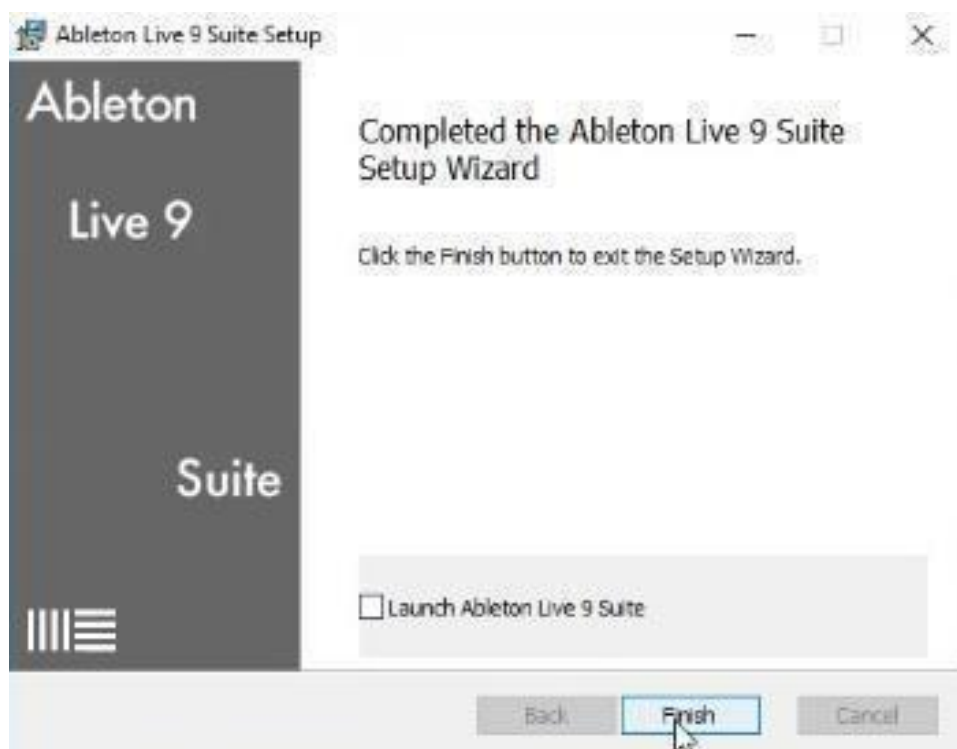 Ableton Live 9 Suite Setup
Ableton
Live 9
Suite
Completed the Ableton Live 9 Suite
Setup Wizard
Click the Finish button to exit the Setup Wizard.
Launch Ableton Live 9 Suite
Back
Finish
Cancel